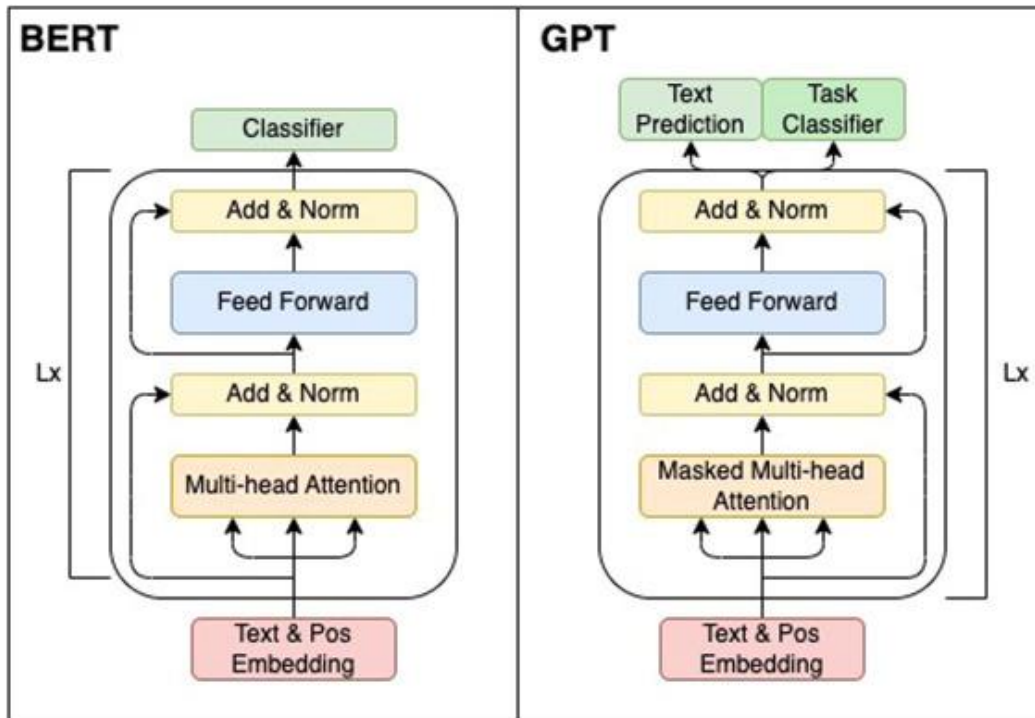 BERT
Classifier
Add & Norm
Feed Forward
Add & Norm
Multi-head Attention
Text & Pos
Embedding
Lx
GPT
Text
Prediction
Task
Classifier
Add & Norm
Feed Forward
Add & Norm
Masked Multi-head
Attention
Text & Pos
Embedding
Lx